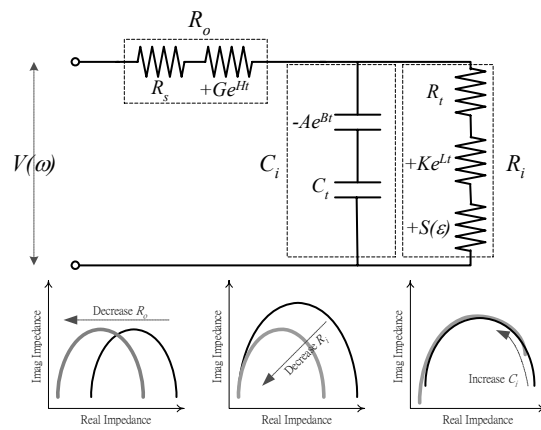 R_o
R_s
+Ge^{Ht}
V(ω)
C_i
-Ae^{Bt}
C_t
R_t
+Ke^{Lt}
+S(ε)
R_i
Imag Impedance
Decrease R_o
Real Impedance
Imag Impedance
Decrease R_i
Real Impedance
Imag Impedance
Increase C_i
Real Impedance